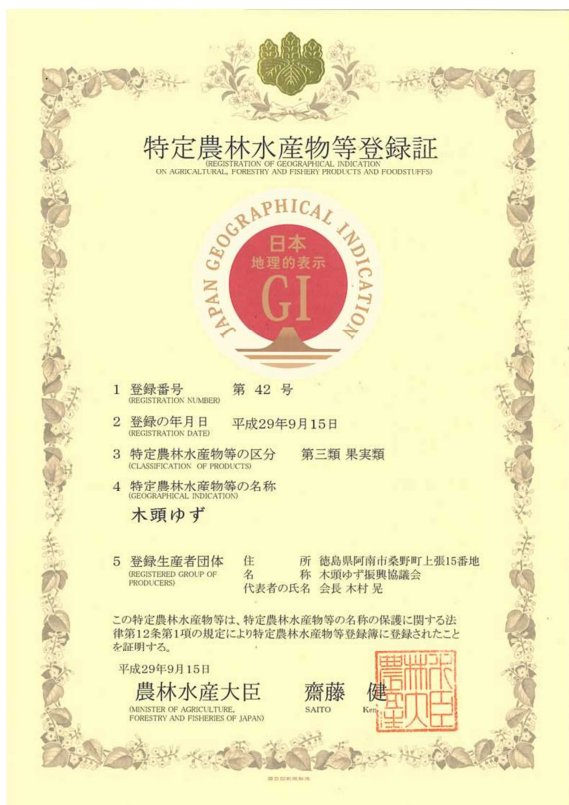 特定農林水産物等登録証
(REGISTRATION OF GEOGRAPHICAL INDICATION
ON AGRICALTURAL, FORESTRY AND FISHERY PRODUCTS AND FOODSTUFFS)
JAPAN GEOGRAPHICAL INDICATION
日本
地理的表示
GI
1 登録番号 第 42 号
(REGISTRATION NUMBER)
2 登録の年月日 平成29年9月15日
(REGISTRATION DATE)
3 特定農林水産物等の区分 第三類 果実類
(CLASSIFICATION OF PRODUCTS)
4 特定農林水産物等の名称
(GEOGRAPHICAL INDICATION)
木頭ゆず
5 登録生産者団体 住 所 徳島県阿南市桑野町上張15番地
(REGISTERED GROUP OF 名 称 木頭ゆず振興協議会
PRODUCERS) 代表者の氏名 会長 木村 晃
この特定農林水産物等は、特定農林水産物等の名称の保護に関する法
律第12条第1項の規定により特定農林水産物等登録簿に登録されたこと
を証明する。
平成29年9月15日
農林水産大臣 齋藤 健
(MINISTER OF AGRICULTURE, SAITO Ken
FORESTRY AND FISHERIES OF JAPAN)
農林水産大臣